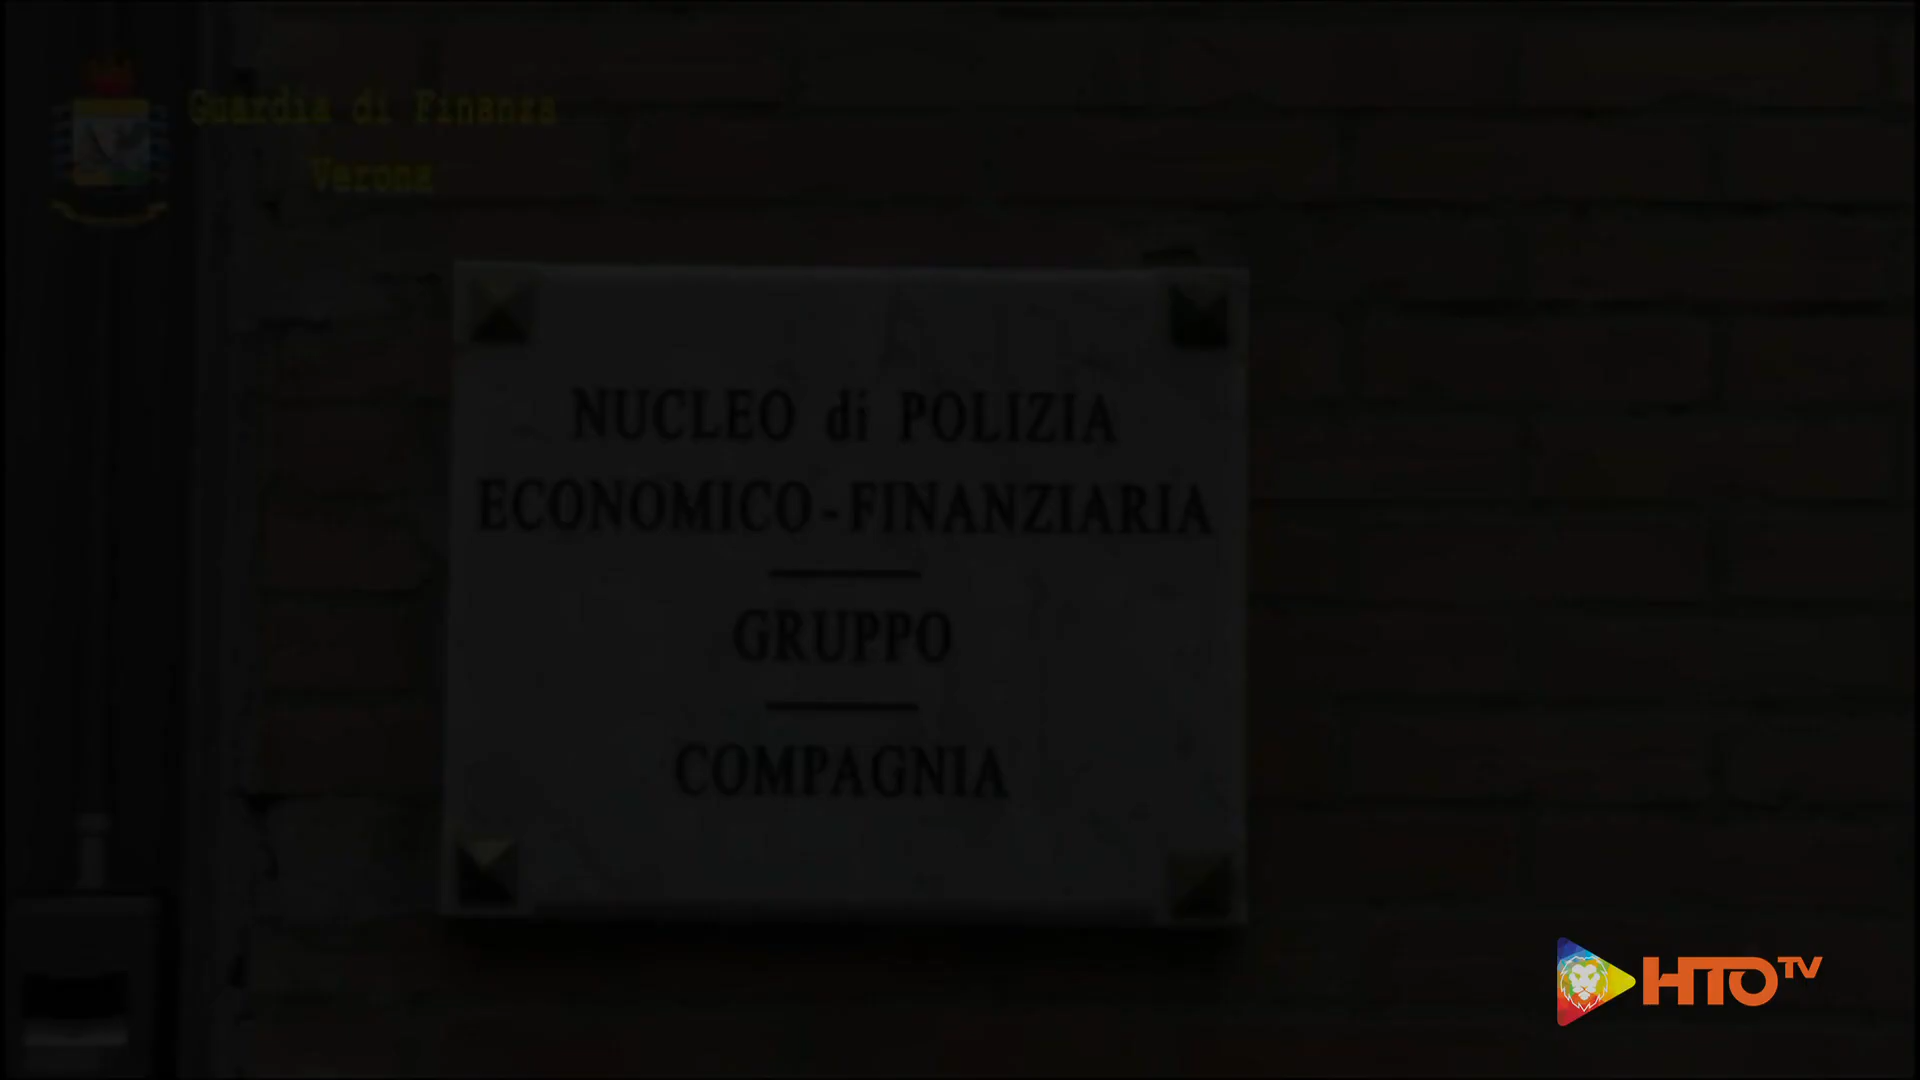 Guardia di Finanza
Verona
NUCLEO di POLIZIA
ECONOMICO-FINANZIARIA
GRUPPO
COMPAGNIA
HTO TV